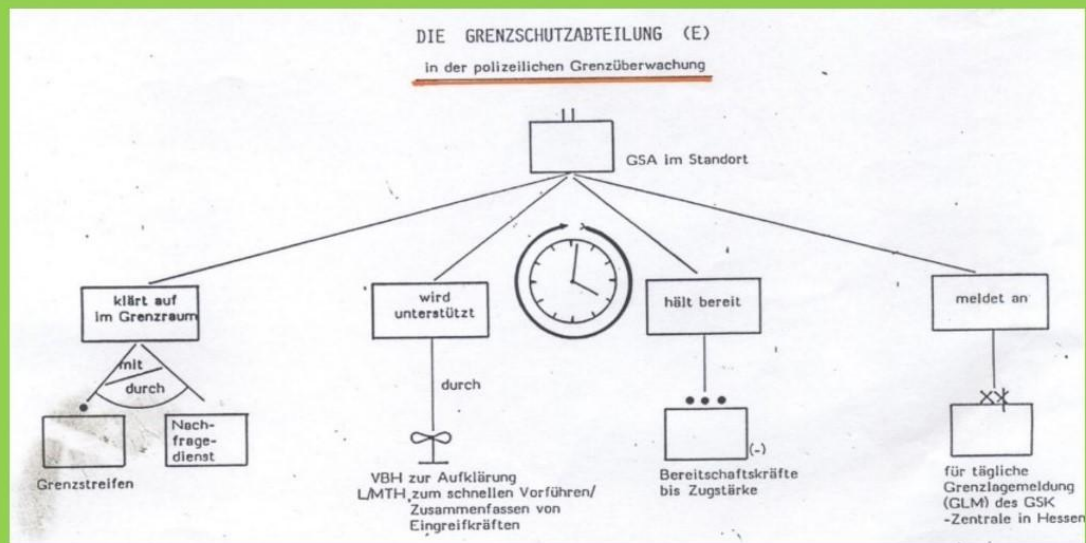 DIE GRENZSCHUTZABTEILUNG (E)
in der polizeilichen Grenzüberwachung
GSA im Standort
klärt auf
im Grenzraum
mit
durch
Grenzstreifen
Nach-
frage-
dienst
wird
unterstützt
durch
VBH zur Aufklärung
L/MTH zum schnellen Vorführen/
Zusammenfassen von
Eingreifkräften
hält bereit
(-)
Bereitschaftskräfte
bis Zugstärke
meldet an
XX
für tägliche
Grenzlagemeldung
(GLM) des GSK
-Zentrale in Hessen